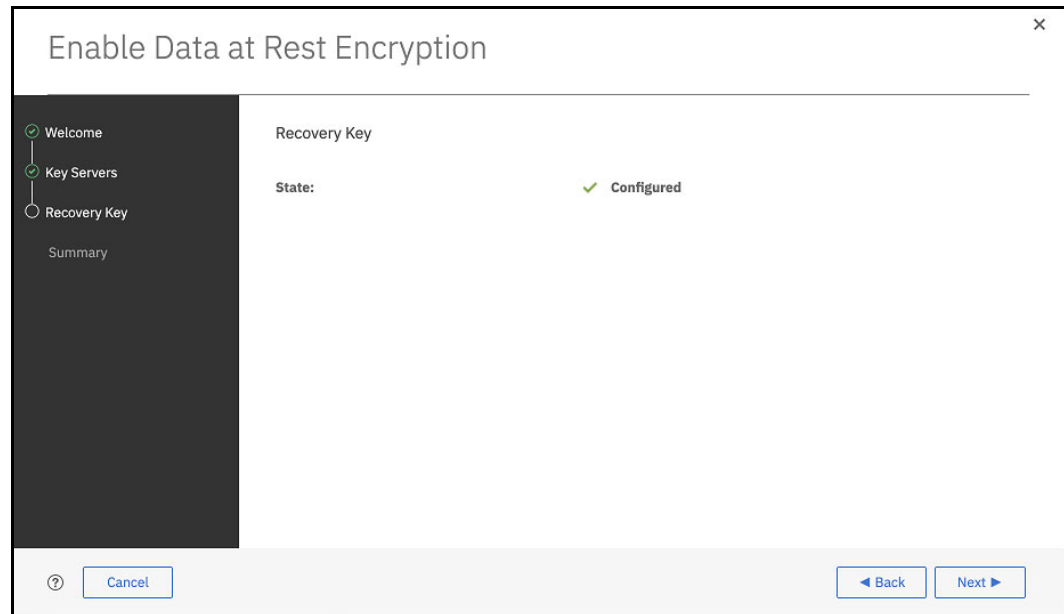 Enable Data at Rest Encryption
Welcome
Key Servers
Recovery Key
Summary
Recovery Key
State: Configured
? Cancel
◄ Back
Next ►